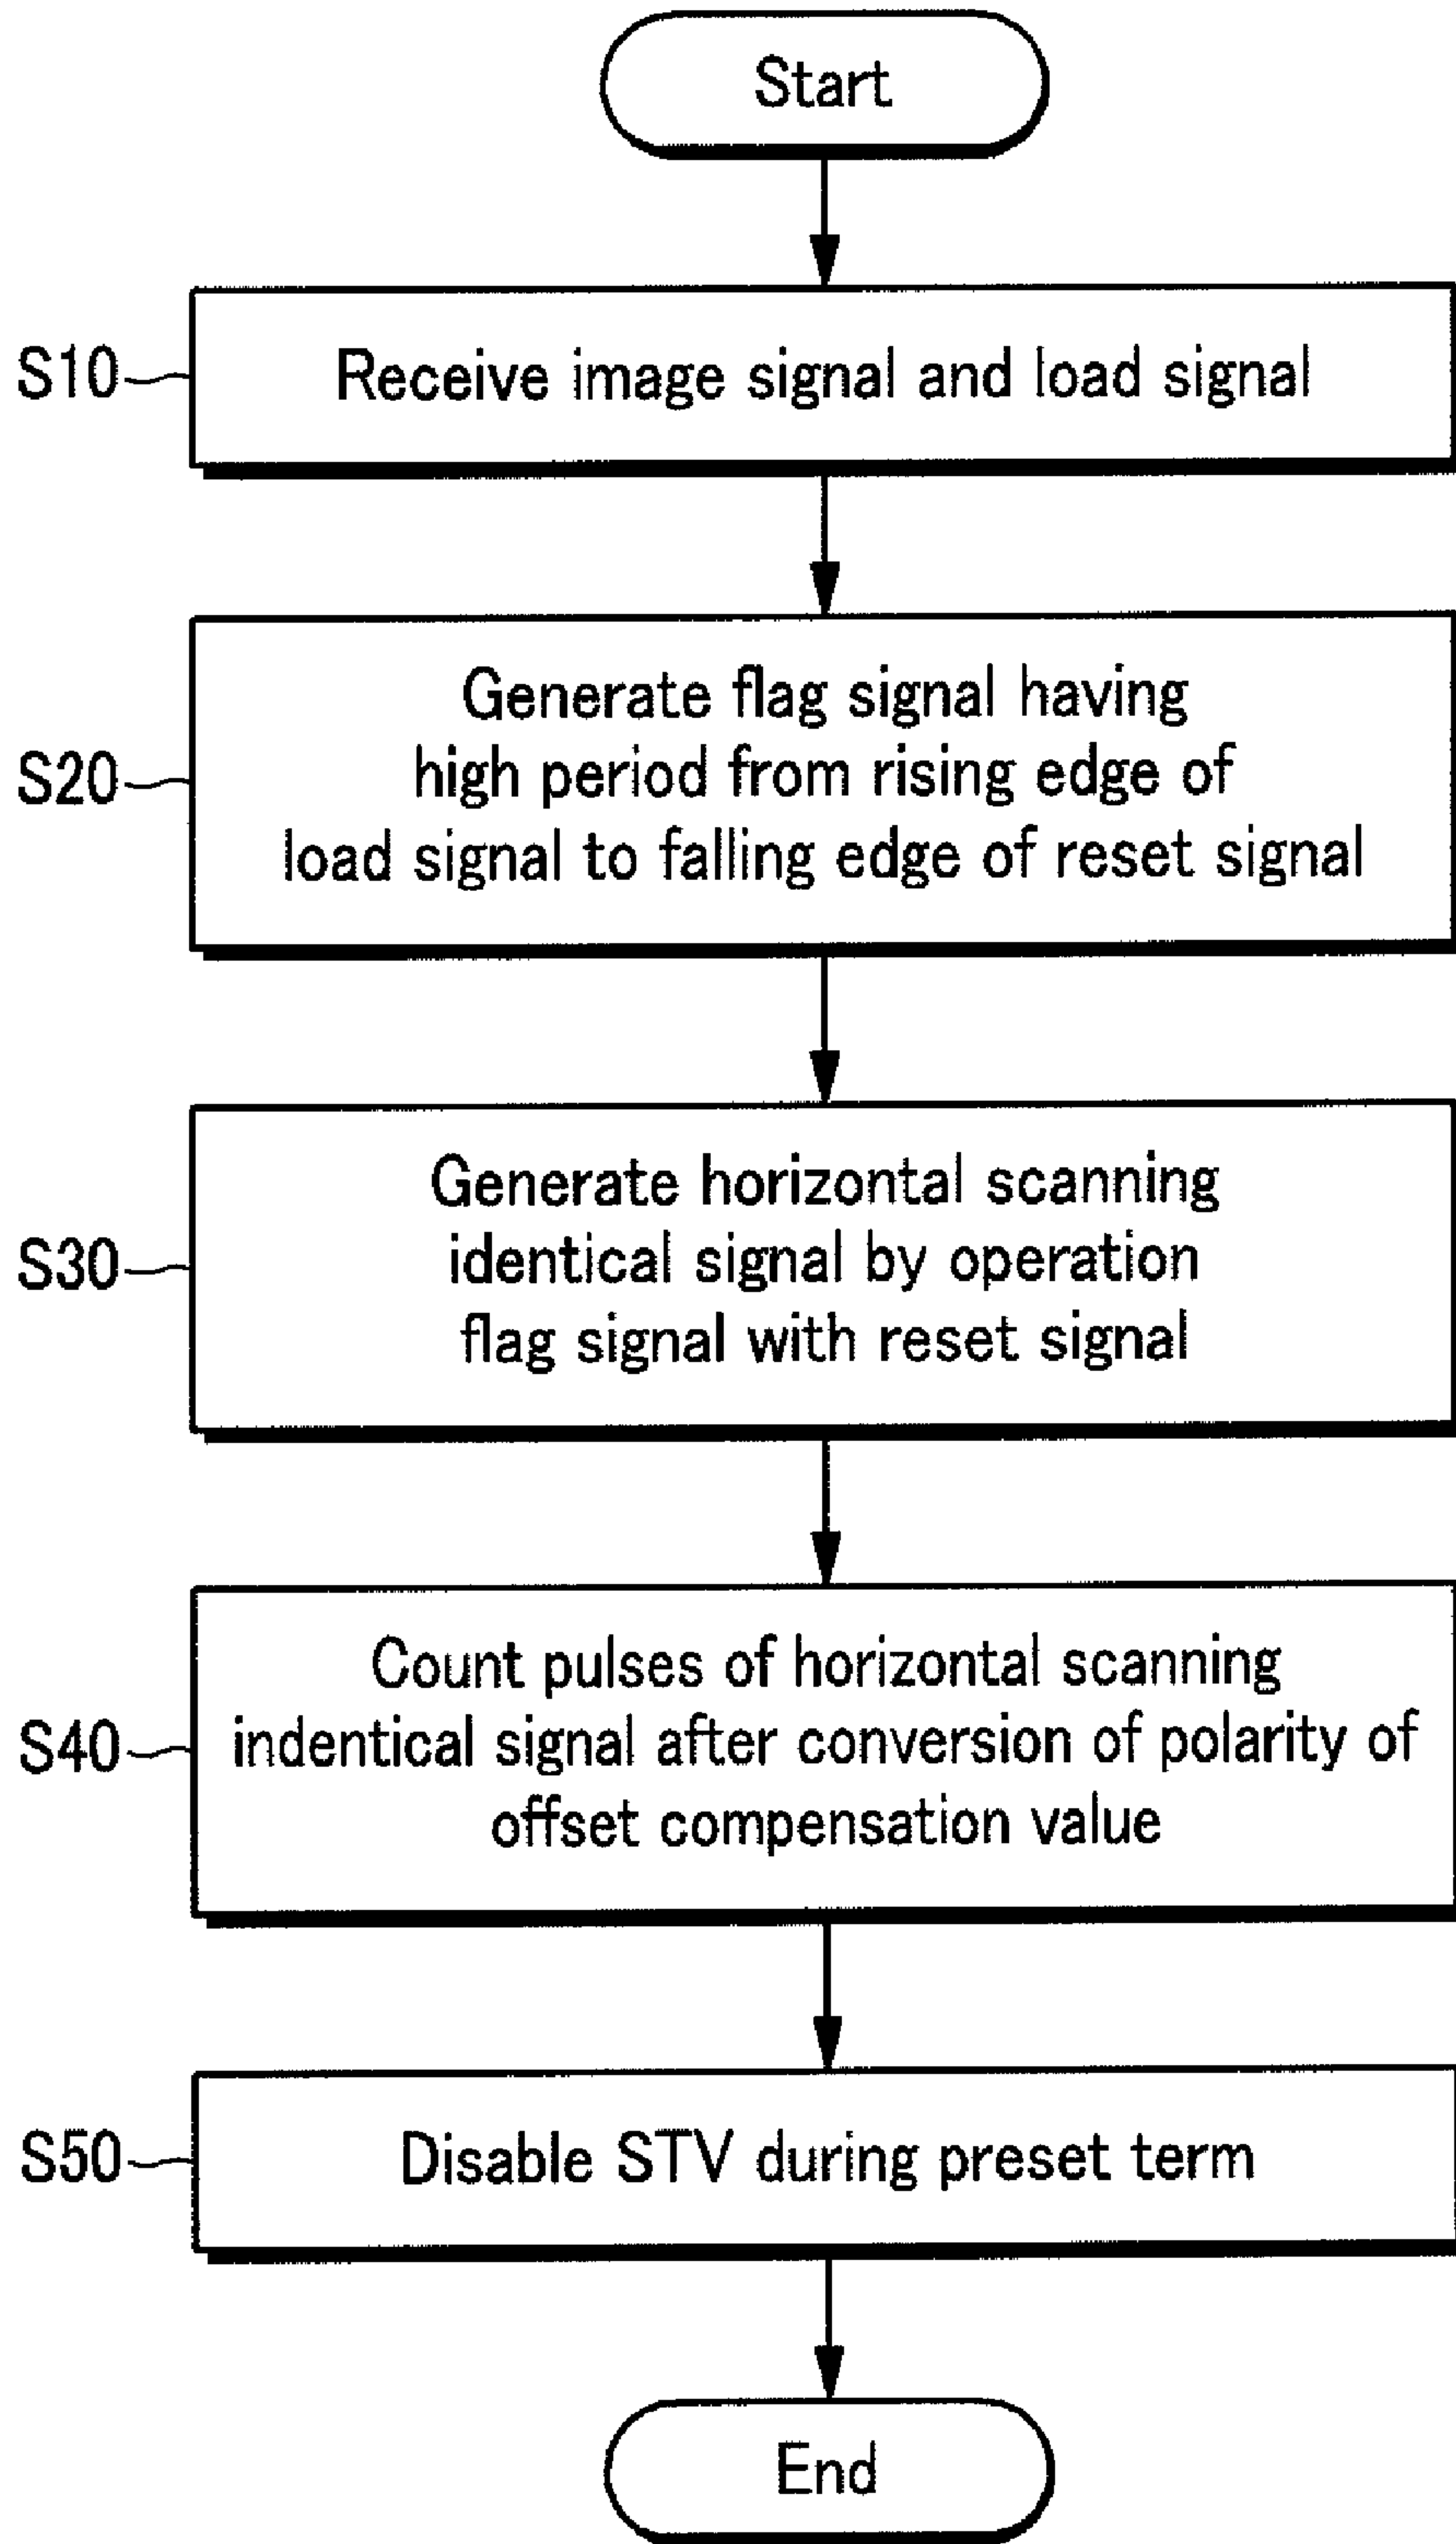 Start
S10
Receive image signal and load signal
S20
Generate flag signal having
high period from rising edge of
load signal to falling edge of reset signal
S30
Generate horizontal scanning
identical signal by operation
flag signal with reset signal
S40
Count pulses of horizontal scanning
indentical signal after conversion of polarity of
offset compensation value
S50
Disable STV during preset term
End